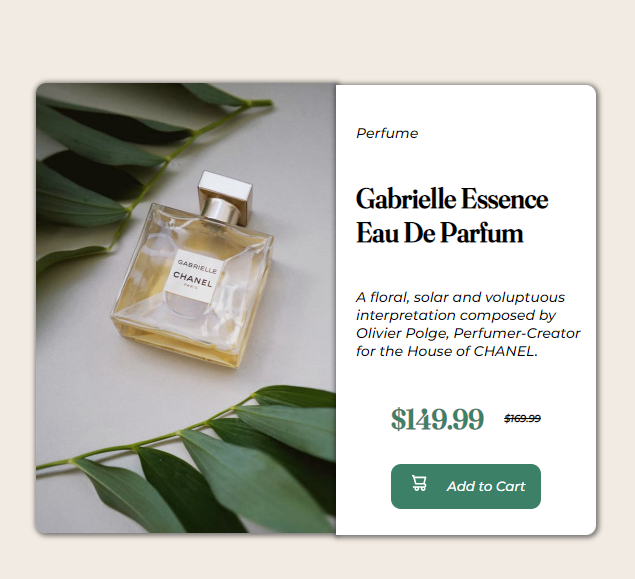 GABRIELLE
CHANEL
PARIS
Perfume
Gabrielle Essence
Eau De Parfum
A floral, solar and voluptuous
interpretation composed by
Olivier Polge, Perfumer-Creator
for the House of CHANEL.
$149.99 $169.99
Add to Cart